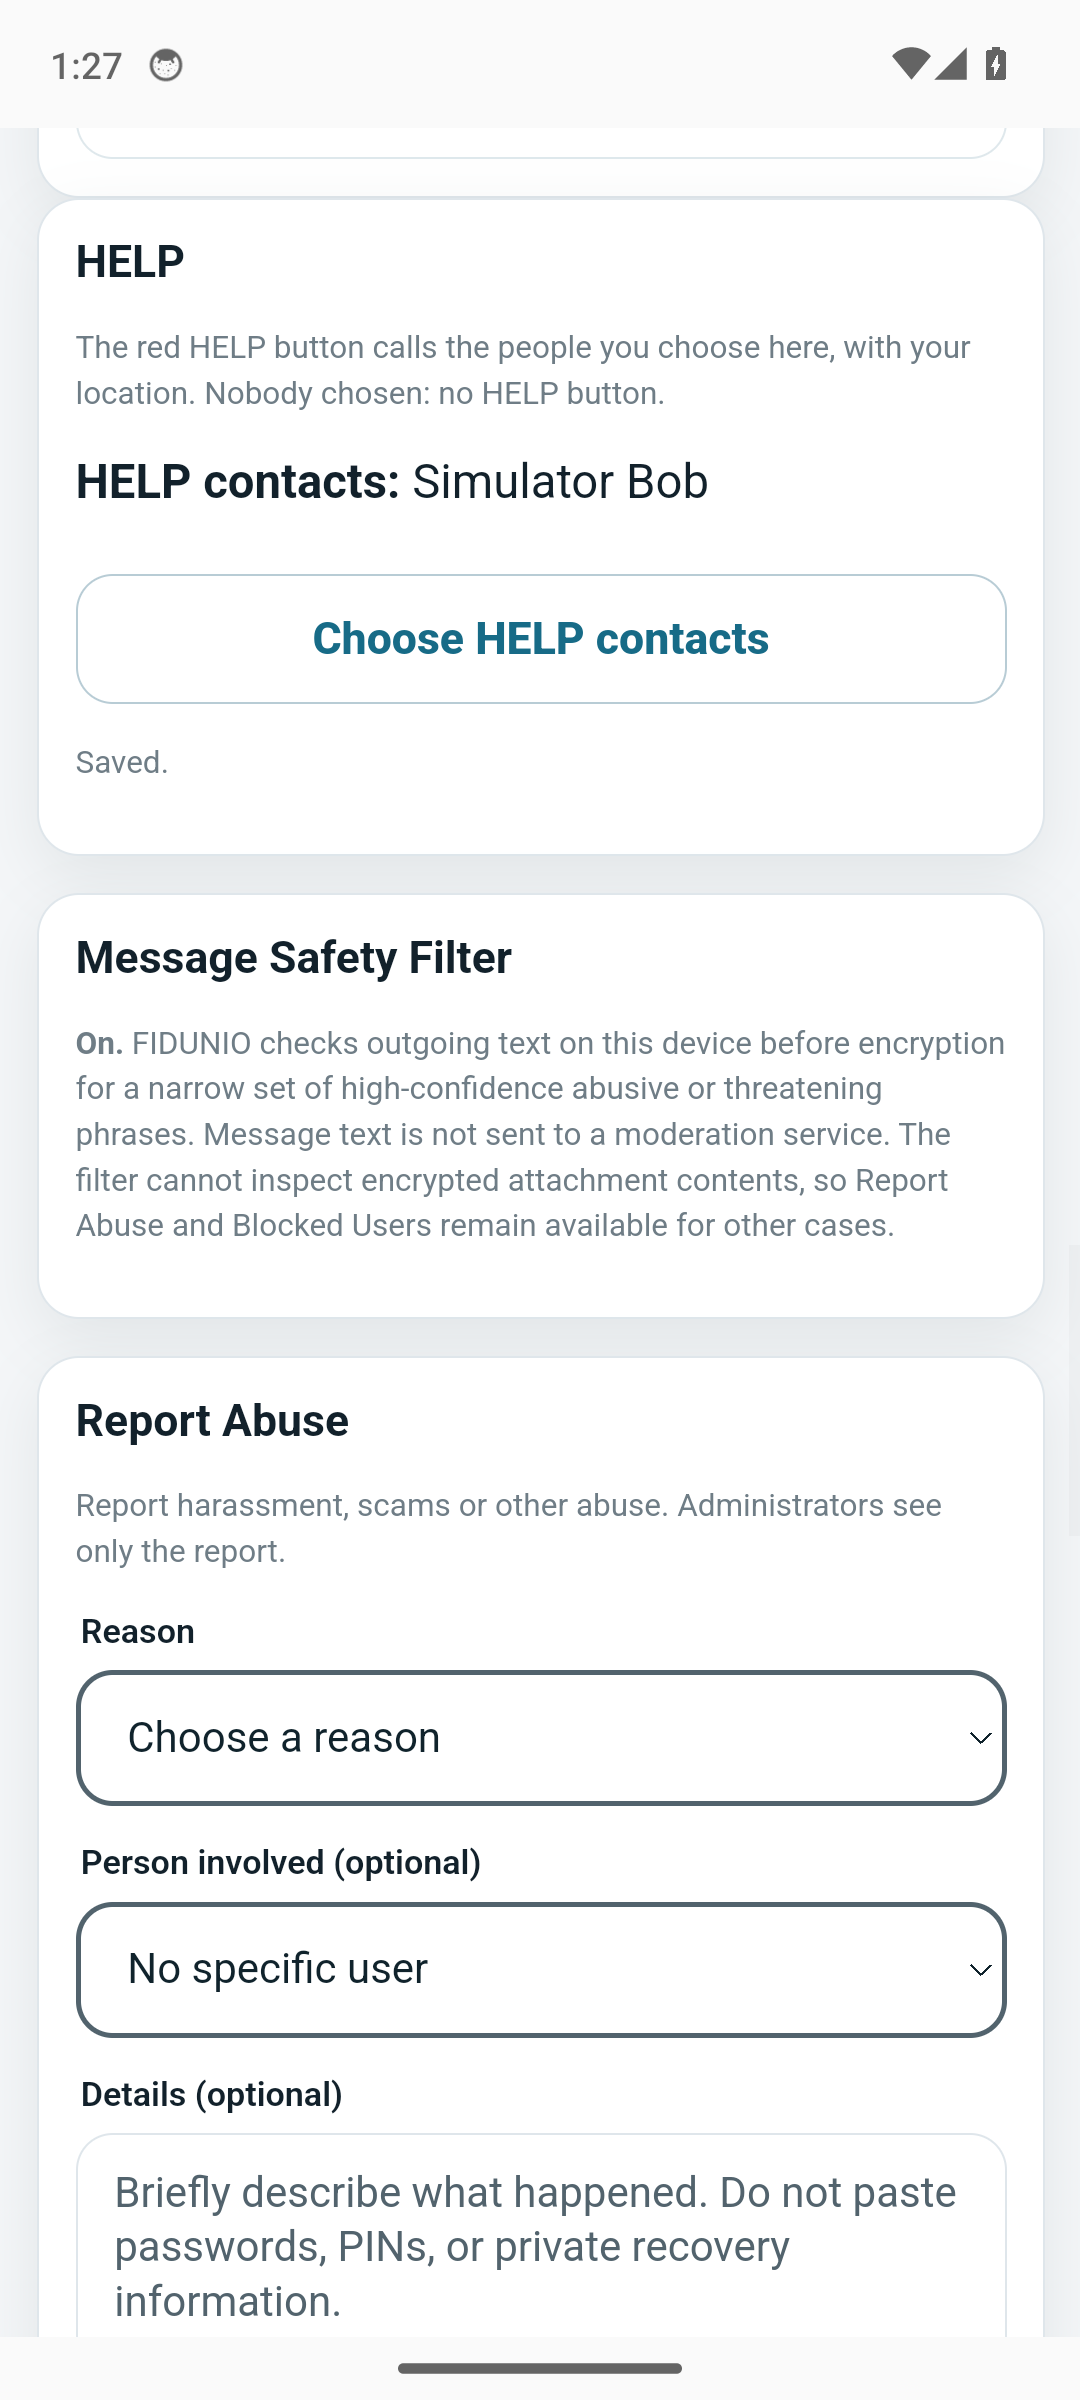 1:27
HELP
The red HELP button calls the people you choose here, with your
location. Nobody chosen: no HELP button.
HELP contacts: Simulator Bob
Choose HELP contacts
Saved.
Message Safety Filter
On. FIDUNIO checks outgoing text on this device before encryption
for a narrow set of high-confidence abusive or threatening
phrases. Message text is not sent to a moderation service. The
filter cannot inspect encrypted attachment contents, so Report
Abuse and Blocked Users remain available for other cases.
Report Abuse
Report harassment, scams or other abuse. Administrators see
only the report.
Reason
Choose a reason
Person involved (optional)
No specific user
Details (optional)
Briefly describe what happened. Do not paste
passwords, PINs, or private recovery
information.